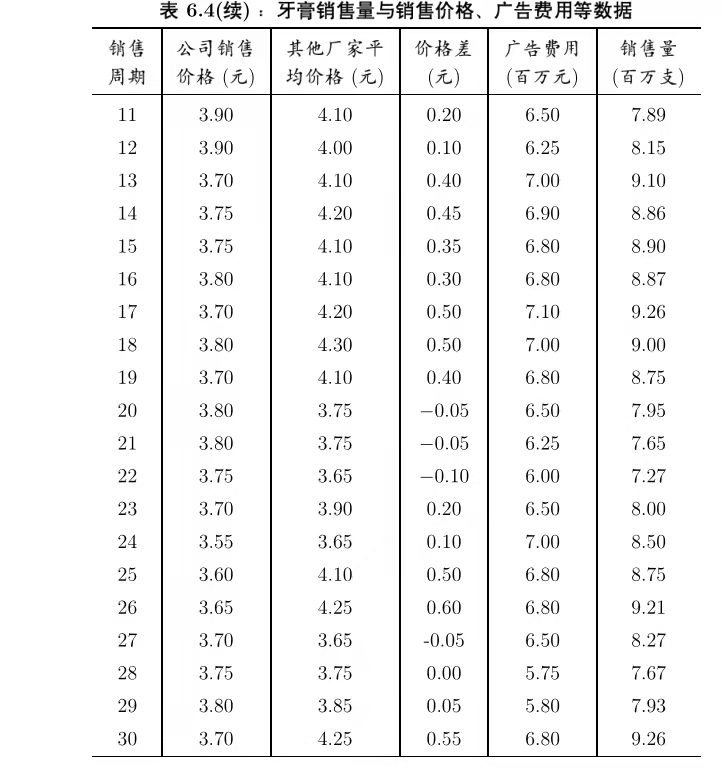 表 6.4(续)：牙膏销售量与销售价格、广告费用等数据
销售 公司销售 其他厂家平 价格差 广告费用 销售量
周期 价格 (元) 均价格 (元) (元) (百万元) (百万支)
11 3.90 4.10 0.20 6.50 7.89
12 3.90 4.00 0.10 6.25 8.15
13 3.70 4.10 0.40 7.00 9.10
14 3.75 4.20 0.45 6.90 8.86
15 3.75 4.10 0.35 6.80 8.90
16 3.80 4.10 0.30 6.80 8.87
17 3.70 4.20 0.50 7.10 9.26
18 3.80 4.30 0.50 7.00 9.00
19 3.70 4.10 0.40 6.80 8.75
20 3.80 3.75 −0.05 6.50 7.95
21 3.80 3.75 −0.05 6.25 7.65
22 3.75 3.65 −0.10 6.00 7.27
23 3.70 3.90 0.20 6.50 8.00
24 3.55 3.65 0.10 7.00 8.50
25 3.60 4.10 0.50 6.80 8.75
26 3.65 4.25 0.60 6.80 9.21
27 3.70 3.65 -0.05 6.50 8.27
28 3.75 3.75 0.00 5.75 7.67
29 3.80 3.85 0.05 5.80 7.93
30 3.70 4.25 0.55 6.80 9.26